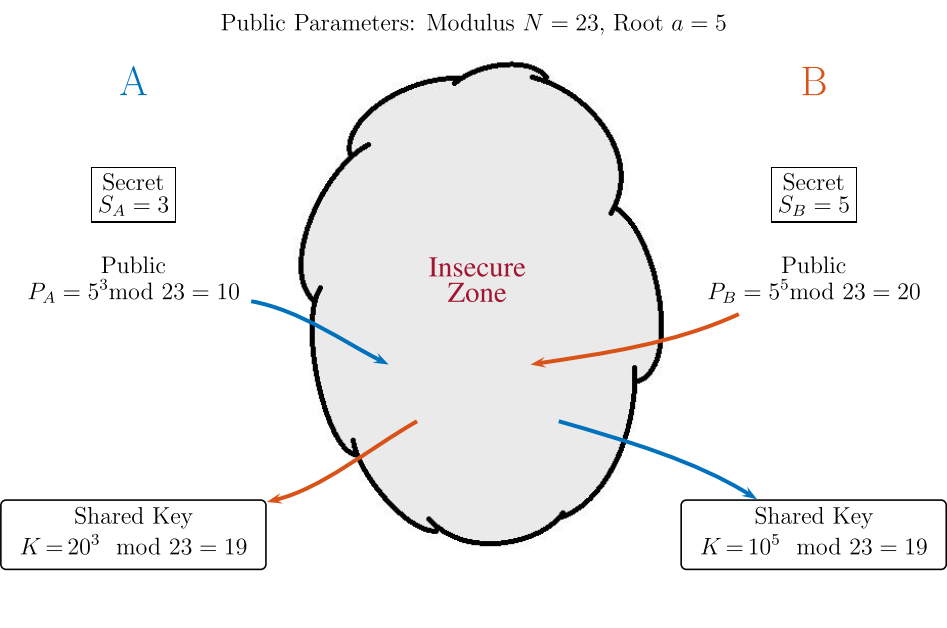 Public Parameters: Modulus N = 23, Root a = 5
A
B
Secret
S_A = 3
Secret
S_B = 5
Public
P_A = 5^3 mod 23 = 10
Public
P_B = 5^5 mod 23 = 20
Insecure
Zone
Shared Key
K = 20^3 mod 23 = 19
Shared Key
K = 10^5 mod 23 = 19